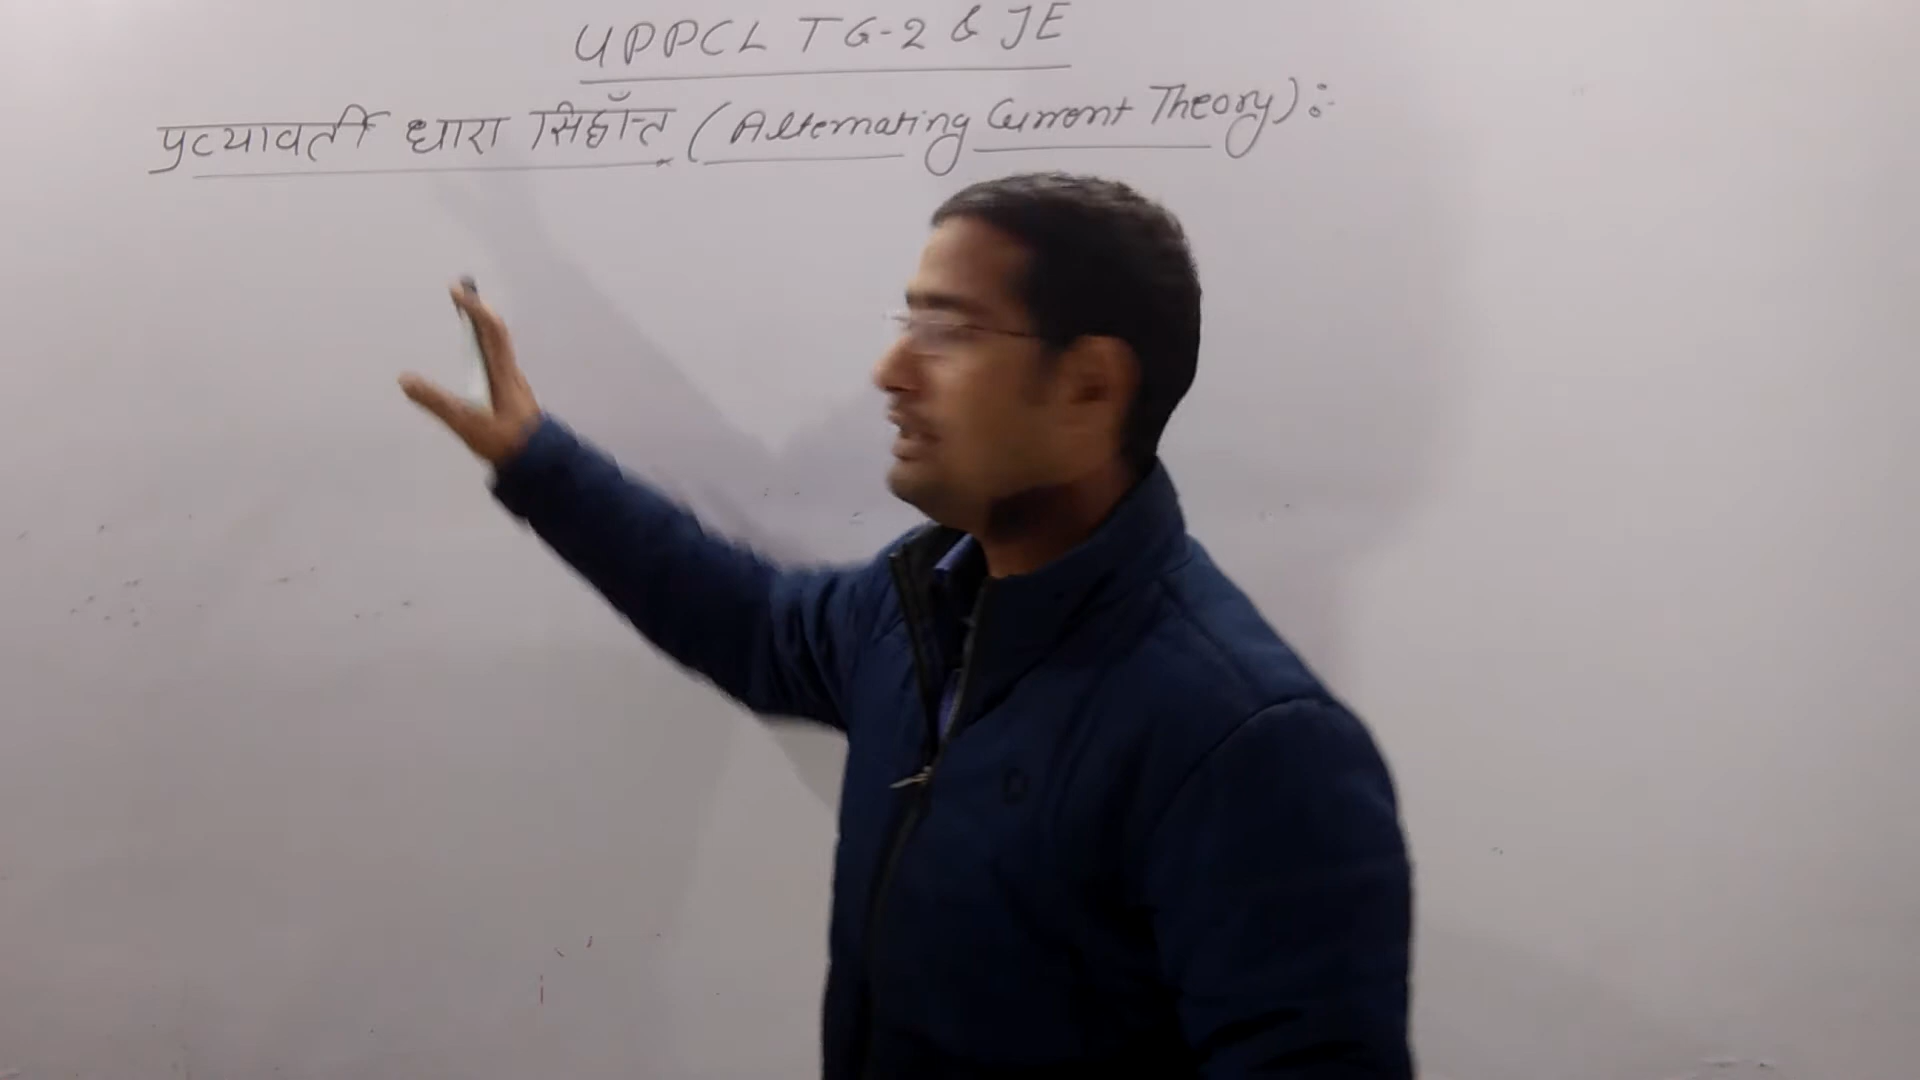 UPPCL TG-2 & JE
प्रत्यावर्ती धारा सिद्धाँन्त (Alternating Current Theory):-